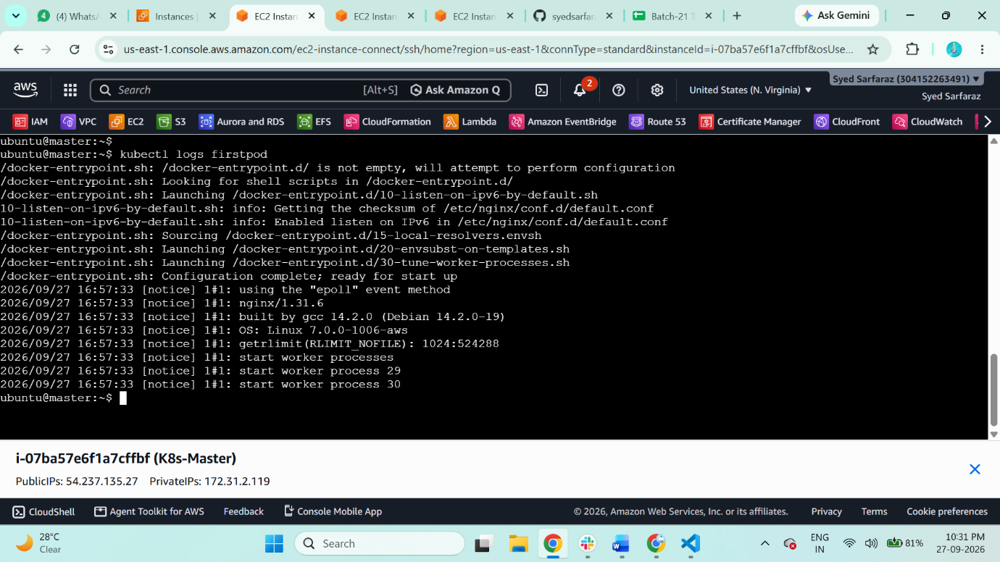 (4) WhatsA
Instances |
EC2 Instan
EC2 Instan
EC2 Instan
syedsarfara
Batch-21 T
Ask Gemini
us-east-1.console.aws.amazon.com/ec2-instance-connect/ssh/home?region=us-east-1&connType=standard&instanceId=i-07ba57e6f1a7cffbf&osUse...
aws
Search
[Alt+S]
Ask Amazon Q
2
United States (N. Virginia)
Syed Sarfaraz (304152263491)
Syed Sarfaraz
IAM
VPC
EC2
S3
Aurora and RDS
EFS
CloudFormation
Lambda
Amazon EventBridge
Route 53
Certificate Manager
CloudFront
CloudWatch
ubuntu@master:~$
ubuntu@master:~$ kubectl logs firstpod
/docker-entrypoint.sh: /docker-entrypoint.d/ is not empty, will attempt to perform configuration
/docker-entrypoint.sh: Looking for shell scripts in /docker-entrypoint.d/
/docker-entrypoint.sh: Launching /docker-entrypoint.d/10-listen-on-ipv6-by-default.sh
10-listen-on-ipv6-by-default.sh: info: Getting the checksum of /etc/nginx/conf.d/default.conf
10-listen-on-ipv6-by-default.sh: info: Enabled listen on IPv6 in /etc/nginx/conf.d/default.conf
/docker-entrypoint.sh: Sourcing /docker-entrypoint.d/15-local-resolvers.envsh
/docker-entrypoint.sh: Launching /docker-entrypoint.d/20-envsubst-on-templates.sh
/docker-entrypoint.sh: Launching /docker-entrypoint.d/30-tune-worker-processes.sh
/docker-entrypoint.sh: Configuration complete; ready for start up
2026/09/27 16:57:33 [notice] 1#1: using the "epoll" event method
2026/09/27 16:57:33 [notice] 1#1: nginx/1.31.6
2026/09/27 16:57:33 [notice] 1#1: built by gcc 14.2.0 (Debian 14.2.0-19)
2026/09/27 16:57:33 [notice] 1#1: OS: Linux 7.0.0-1006-aws
2026/09/27 16:57:33 [notice] 1#1: getrlimit(RLIMIT_NOFILE): 1024:524288
2026/09/27 16:57:33 [notice] 1#1: start worker processes
2026/09/27 16:57:33 [notice] 1#1: start worker process 29
2026/09/27 16:57:33 [notice] 1#1: start worker process 30
ubuntu@master:~$
i-07ba57e6f1a7cffbf (K8s-Master)
PublicIPs: 54.237.135.27 PrivateIPs: 172.31.2.119
CloudShell
Agent Toolkit for AWS
Feedback
Console Mobile App
© 2026, Amazon Web Services, Inc. or its affiliates.
Privacy
Terms
Cookie preferences
28°C
Clear
Search
ENG
IN
81%
10:31 PM
27-09-2026